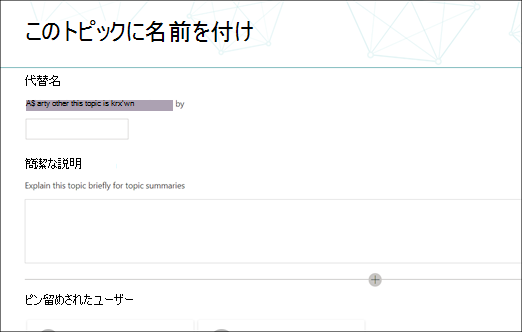 このトピックに名前を付け
代替名
A$ arty other this topic is krx'wn by
簡潔な説明
Explain this topic briefly for topic summaries
ピン留めされたユーザー